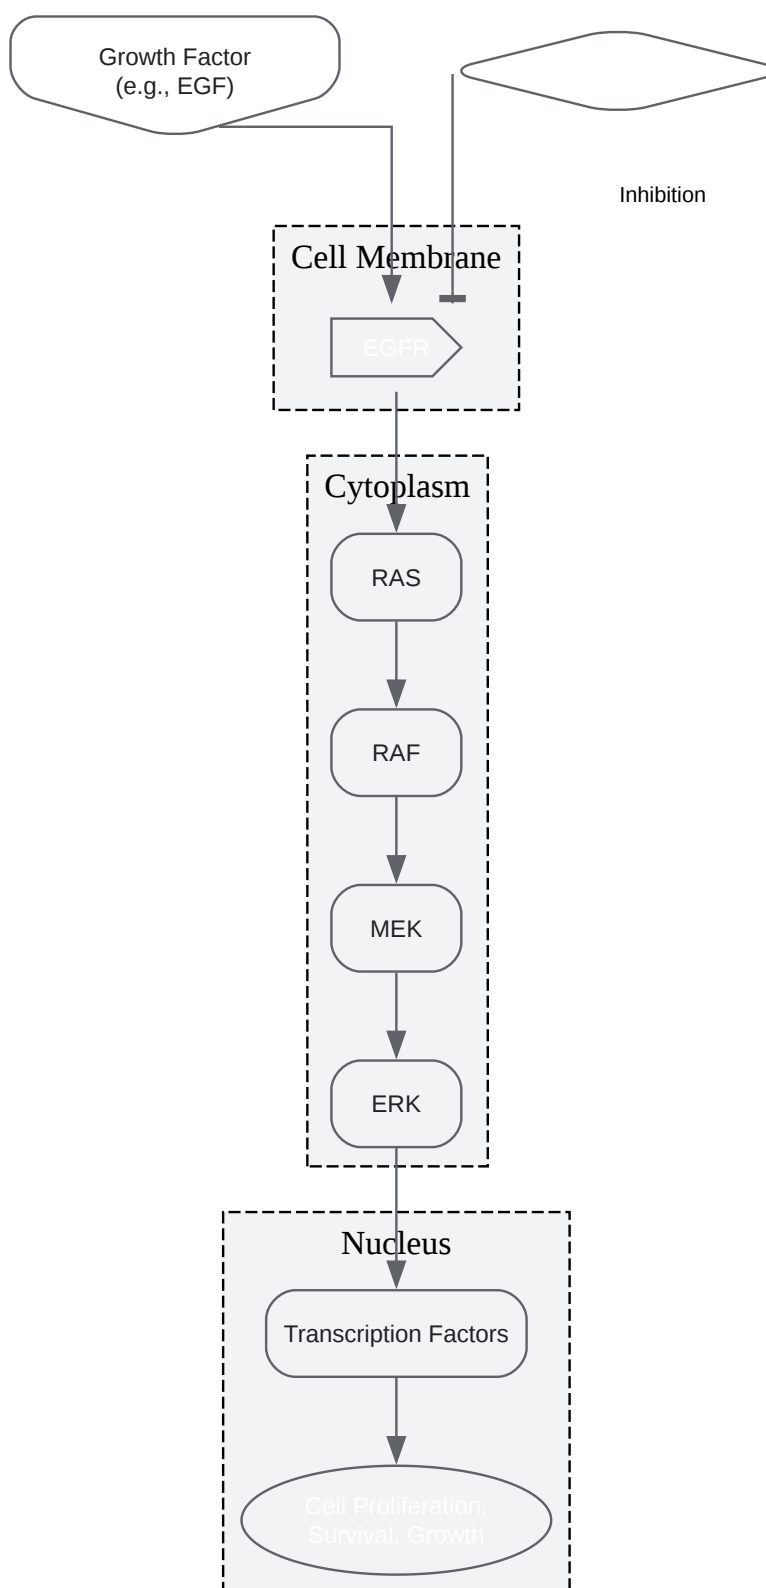 Growth Factor
(e.g., EGF)
Inhibition
Cell Membrane
EGFR
Cytoplasm
RAS
RAF
MEK
ERK
Nucleus
Transcription Factors
Cell Proliferation,
Survival, Growth